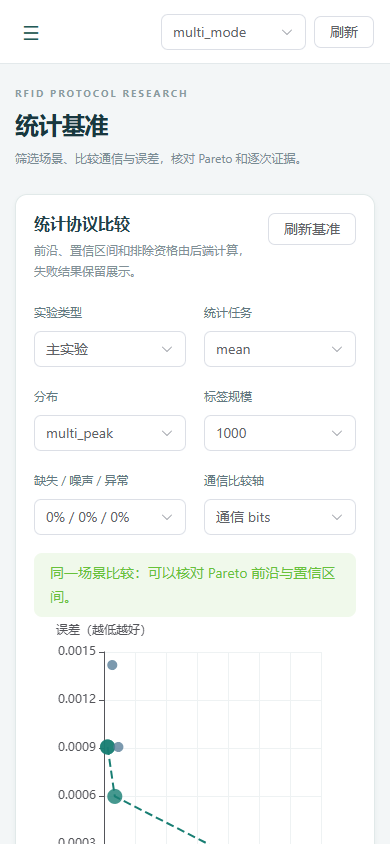 multi_mode
刷新
RFID PROTOCOL RESEARCH
统计基准
筛选场景、比较通信与误差，核对 Pareto 和逐次证据。
统计协议比较
刷新基准
前沿、置信区间和排除资格由后端计算，
失败结果保留展示。
实验类型
统计任务
主实验
mean
分布
标签规模
multi_peak
1000
缺失 / 噪声 / 异常
通信比较轴
0% / 0% / 0%
通信 bits
同一场景比较：可以核对 Pareto 前沿与置信区
间。
误差（越低越好）
0.0015
0.0012
0.0009
0.0006
0.0003